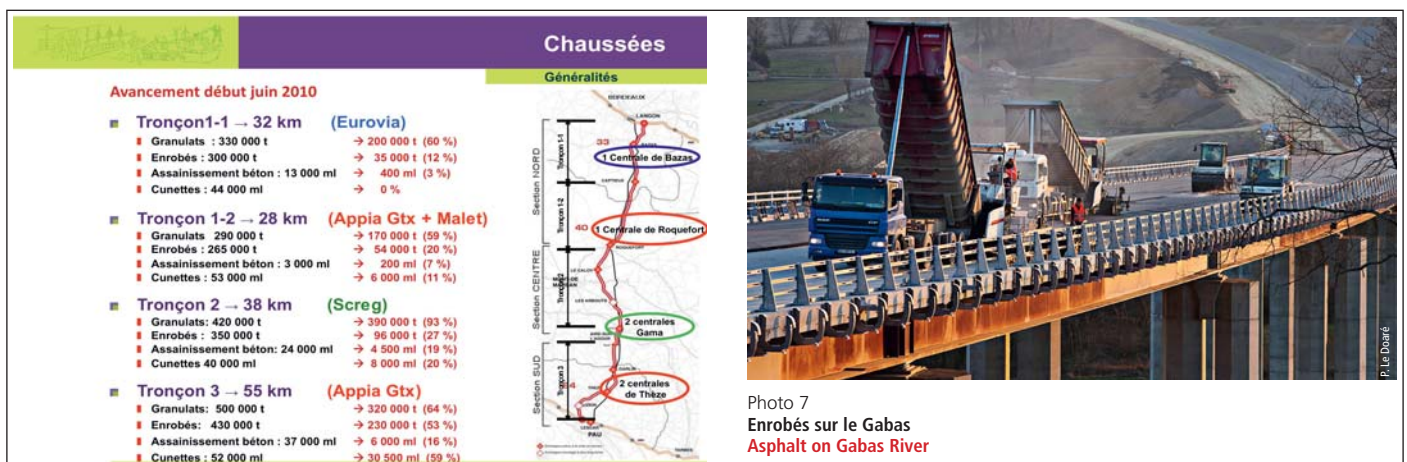 Chaussées
Généralités
Avancement début juin 2010
Tronçon1-1 → 32 km (Eurovia)
Granulats : 330 000 t → 200 000 t (60 %)
Enrobés : 300 000 t → 35 000 t (12 %)
Assainissement béton : 13 000 ml → 400 ml (3 %)
Cunettes : 44 000 ml → 0 %
Tronçon 1-2 → 28 km (Appia Gtx + Malet)
Granulats 290 000 t → 170 000 t (59 %)
Enrobés : 265 000 t → 54 000 t (20 %)
Assainissement béton : 3 000 ml → 200 ml (7 %)
Cunettes : 53 000 ml → 6 000 ml (11 %)
Tronçon 2 → 38 km (Screg)
Granulats: 420 000 t → 390 000 t (93 %)
Enrobés : 350 000 t → 96 000 t (27 %)
Assainissement béton: 24 000 ml → 4 500 ml (19 %)
Cunettes 40 000 ml → 8 000 ml (20 %)
Tronçon 3 → 55 km (Appia Gtx)
Granulats: 500 000 t → 320 000 t (64 %)
Enrobés: 430 000 t → 230 000 t (53 %)
Assainissement béton : 37 000 ml → 6 000 ml (16 %)
Cunettes : 52 000 ml → 30 500 ml (59 %)
BORDEAUX
LANGON
33
1 Centrale de Bazas
CAPTIEUX
Section NORD
Tronçon 1-1
Tronçon 1-2
40
1 Centrale de Roquefort
ROQUEFORT
LE CALOY
Section CENTRE
2 centrales
Gama
GARLIN
Section SUD
Tronçon 3
2 centrales
de Thèze
LESCAR
PAU
TARBES
P. Le Doaré
Photo 7
Enrobés sur le Gabas
Asphalt on Gabas River